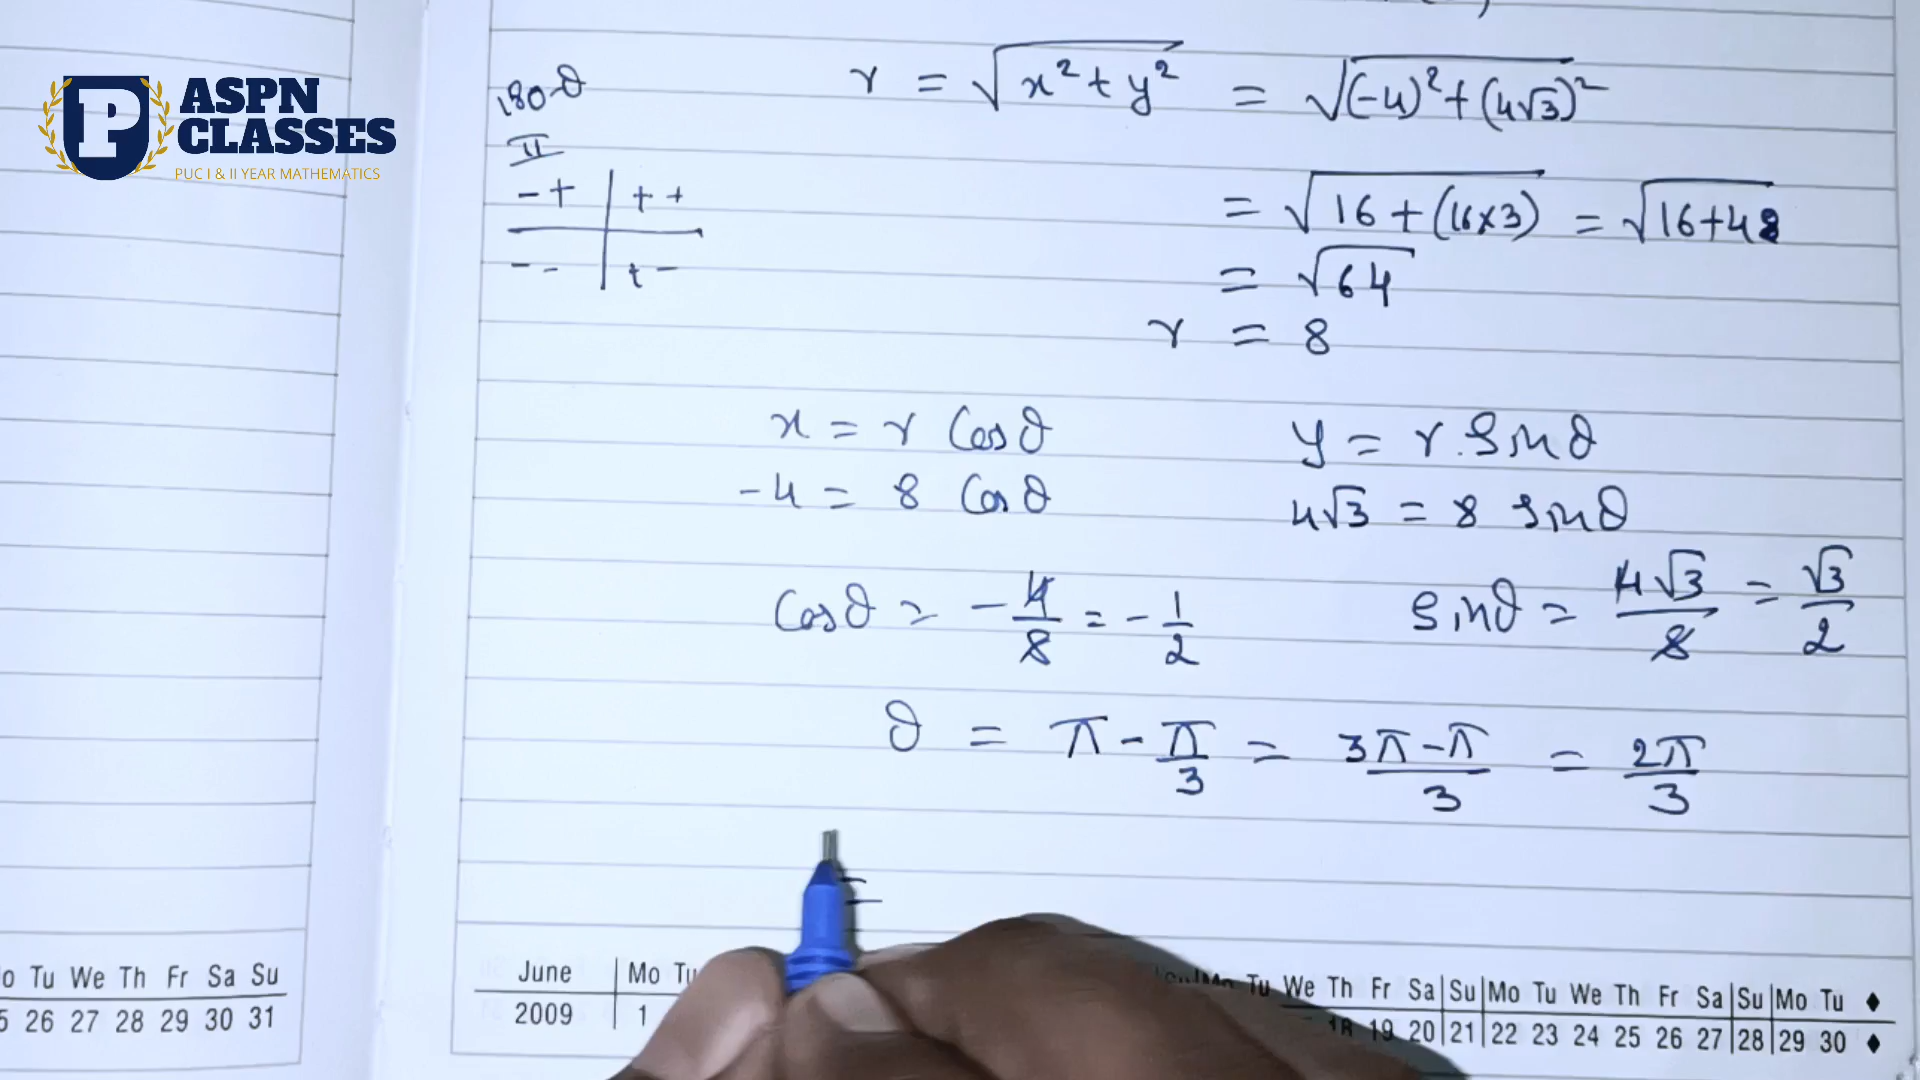 ASPN
CLASSES
PUC I & II YEAR MATHEMATICS
P
180-θ
II
- + | + +
- - | + -
r = √(x² + y²) = √((-4)² + (4√3)²)
= √(16 + (16×3)) = √(16+48)
= √64
r = 8
x = r Cosθ
y = r.Sinθ
-4 = 8 Cosθ
4√3 = 8 Sinθ
Cosθ = -4/8 = -1/2
Sinθ = 4√3/8 = √3/2
θ = π - π/3 = (3π-π)/3 = 2π/3
=
Tu We Th Fr Sa Su
26 27 28 29 30 31
June Mo
2009 1
Tu We Th Fr Sa Su Mo Tu We Th Fr Sa Su Mo Tu ♦
19 20 21 22 23 24 25 26 27 28 29 30 ♦